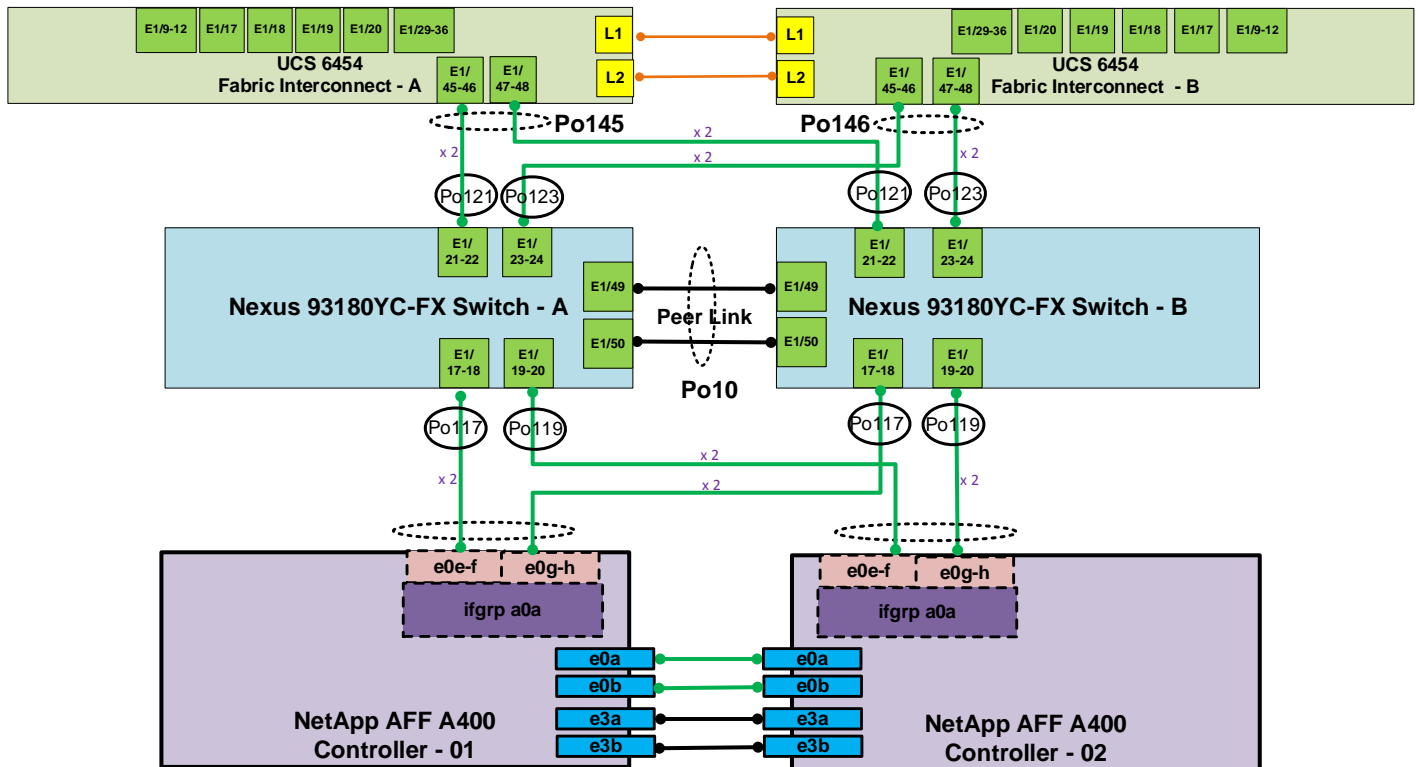 E1/9-12 E1/17 E1/18 E1/19 E1/20 E1/29-36
L1
L1
E1/29-36 E1/20 E1/19 E1/18 E1/17 E1/9-12
UCS 6454
Fabric Interconnect - A
E1/
45-46
E1/
47-48
L2
L2
E1/
45-46
E1/
47-48
UCS 6454
Fabric Interconnect - B
Po145
Po146
x 2
x 2
x 2
x 2
Po121
Po123
Po121
Po123
E1/
21-22
E1/
23-24
E1/
21-22
E1/
23-24
Nexus 93180YC-FX Switch - A
E1/49
E1/49
Nexus 93180YC-FX Switch - B
Peer Link
E1/50
E1/50
E1/
17-18
E1/
19-20
E1/
17-18
E1/
19-20
Po10
Po117
Po119
Po117
Po119
x 2
x 2
x 2
x 2
e0e-f e0g-h
ifgrp a0a
e0e-f e0g-h
ifgrp a0a
e0a
e0a
e0b
e0b
e3a
e3a
e3b
e3b
NetApp AFF A400
Controller - 01
NetApp AFF A400
Controller - 02